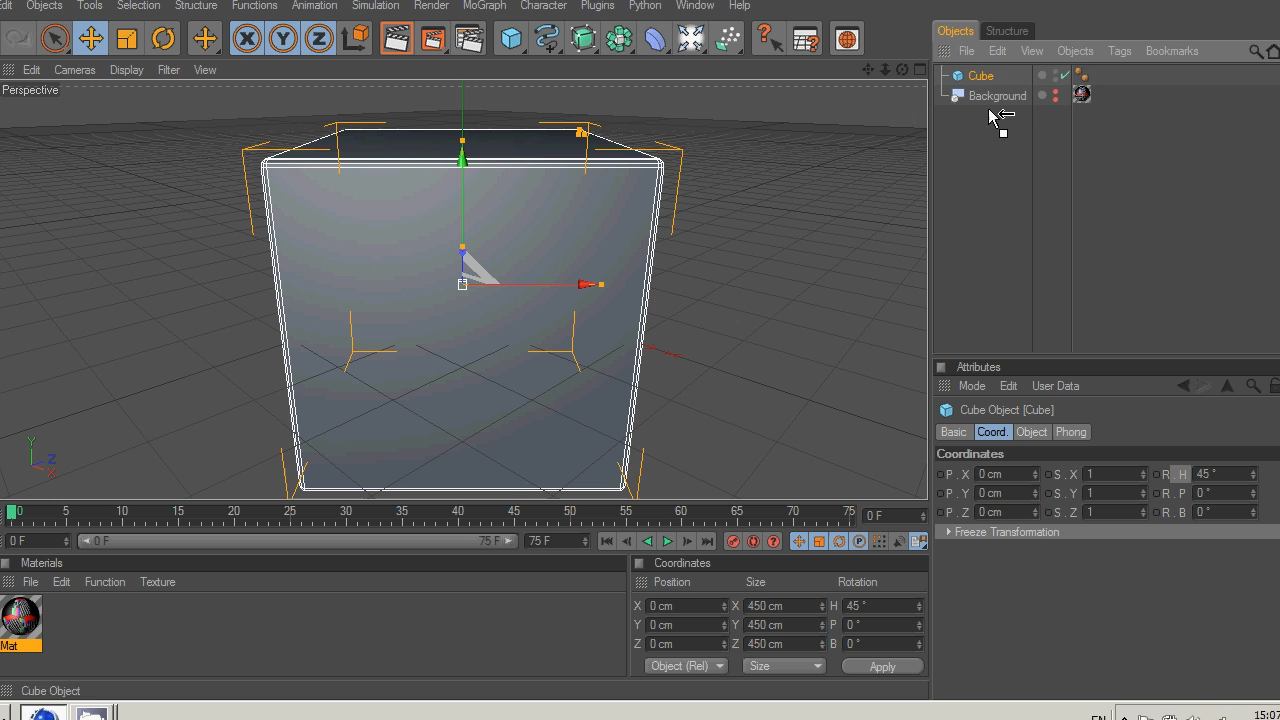 Objects Tools Selection Structure Functions Animation Simulation Render MoGraph Character Plugins Python Window Help
Objects Structure
Edit Cameras Display Filter View
File Edit View Objects Tags Bookmarks
Perspective
Cube
Background
Y
Z
X
Attributes
Mode Edit User Data
Cube Object [Cube]
Basic Coord. Object Phong
Coordinates
P . X 0 cm S . X 1 R . H 45 °
P . Y 0 cm S . Y 1 R . P 0 °
P . Z 0 cm S . Z 1 R . B 0 °
Freeze Transformation
0 5 10 15 20 25 30 35 40 45 50 55 60 65 70 75 0 F
0 F 0 F 75 F 75 F
Materials
File Edit Function Texture
Mat
Coordinates
Position Size Rotation
X 0 cm X 450 cm H 45 °
Y 0 cm Y 450 cm P 0 °
Z 0 cm Z 450 cm B 0 °
Object (Rel) Size Apply
Cube Object
EN 15:07